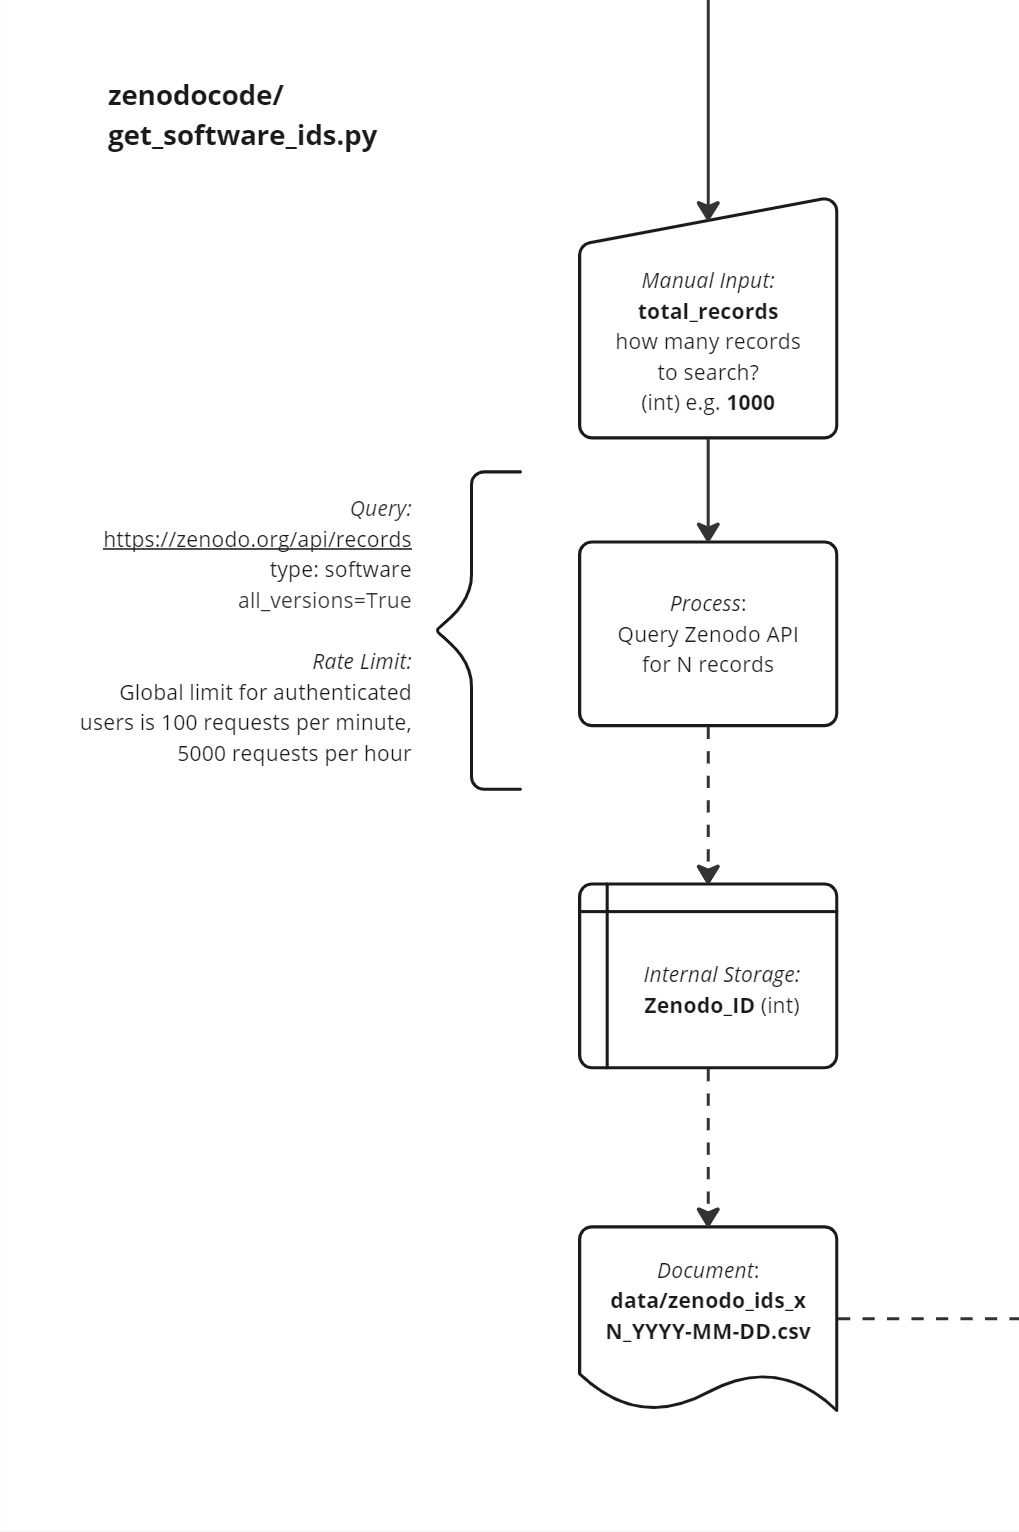 zenodocode/
get_software_ids.py
Manual Input:
total_records
how many records
to search?
(int) e.g. 1000
Query:
https://zenodo.org/api/records
type: software
all_versions=True
Rate Limit:
Global limit for authenticated
users is 100 requests per minute,
5000 requests per hour
Process:
Query Zenodo API
for N records
Internal Storage:
Zenodo_ID (int)
Document:
data/zenodo_ids_x
N_YYYY-MM-DD.csv